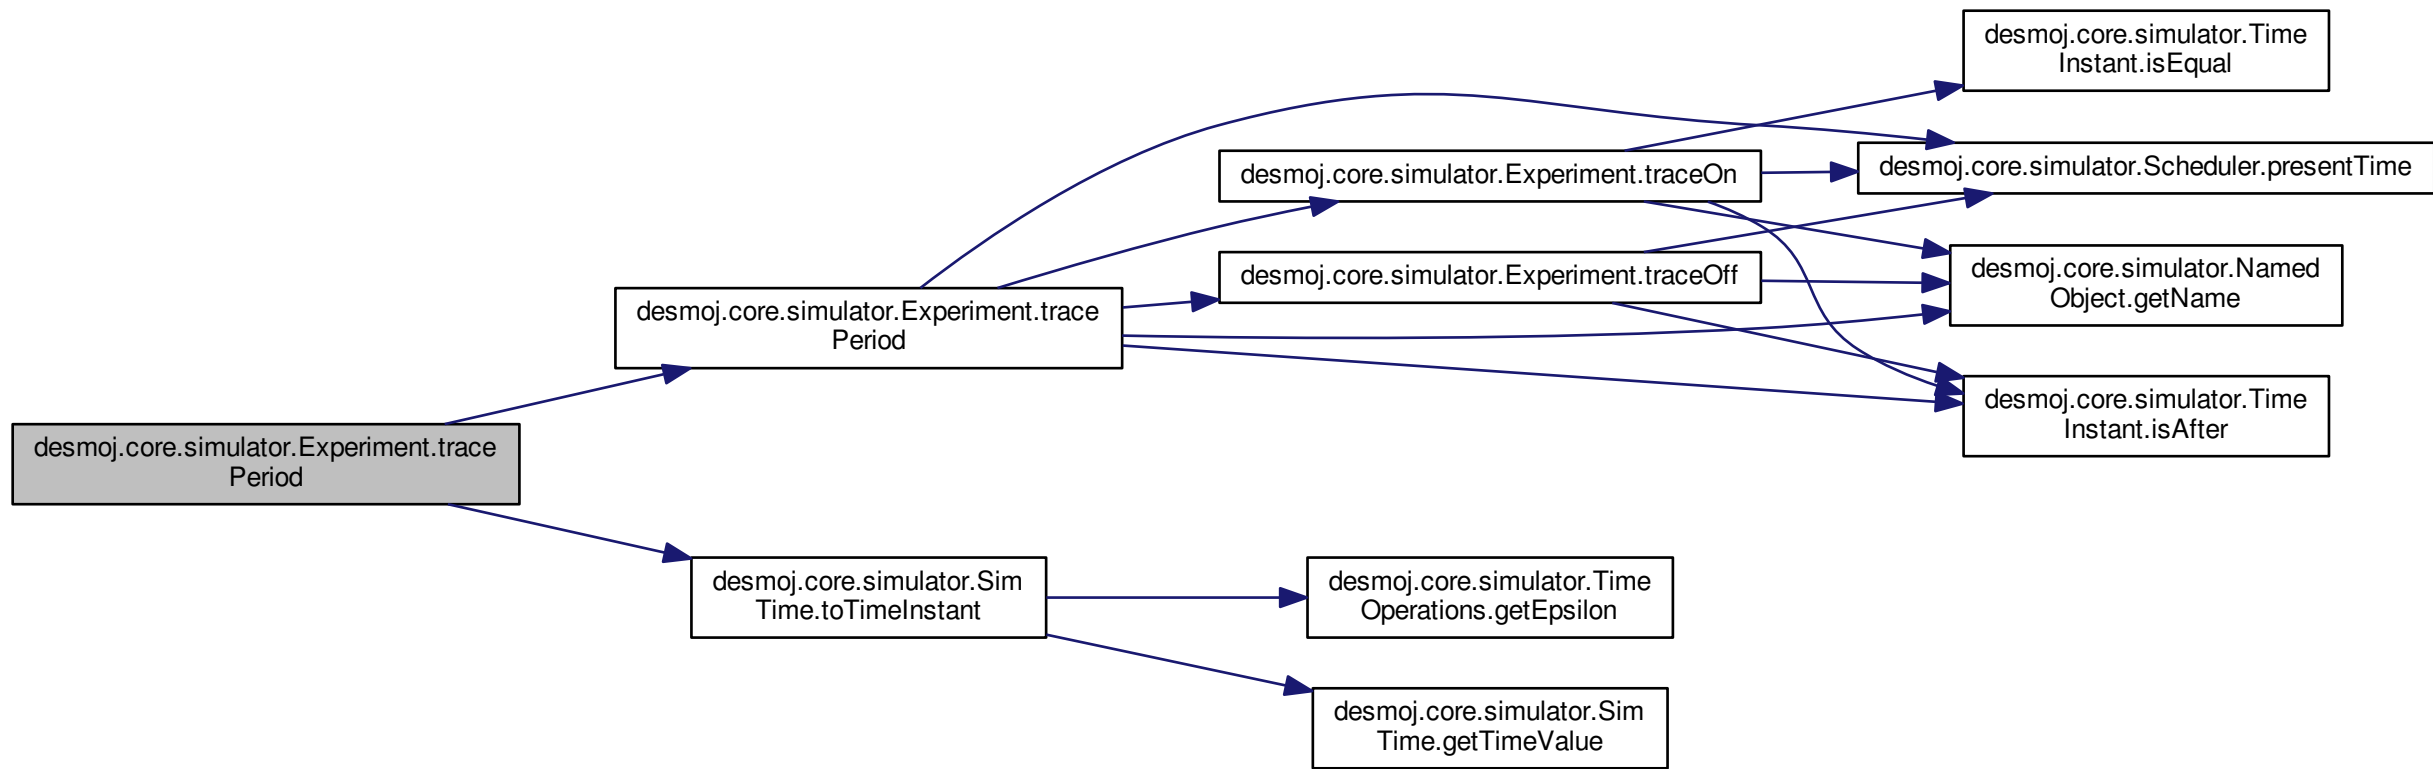 desmoj.core.simulator.Time
Instant.isEqual
desmoj.core.simulator.Scheduler.presentTime
desmoj.core.simulator.Experiment.traceOn
desmoj.core.simulator.Experiment.traceOff
desmoj.core.simulator.Named
Object.getName
desmoj.core.simulator.Experiment.trace
Period
desmoj.core.simulator.Time
Instant.isAfter
desmoj.core.simulator.Experiment.trace
Period
desmoj.core.simulator.Sim
Time.toTimeInstant
desmoj.core.simulator.Time
Operations.getEpsilon
desmoj.core.simulator.Sim
Time.getTimeValue